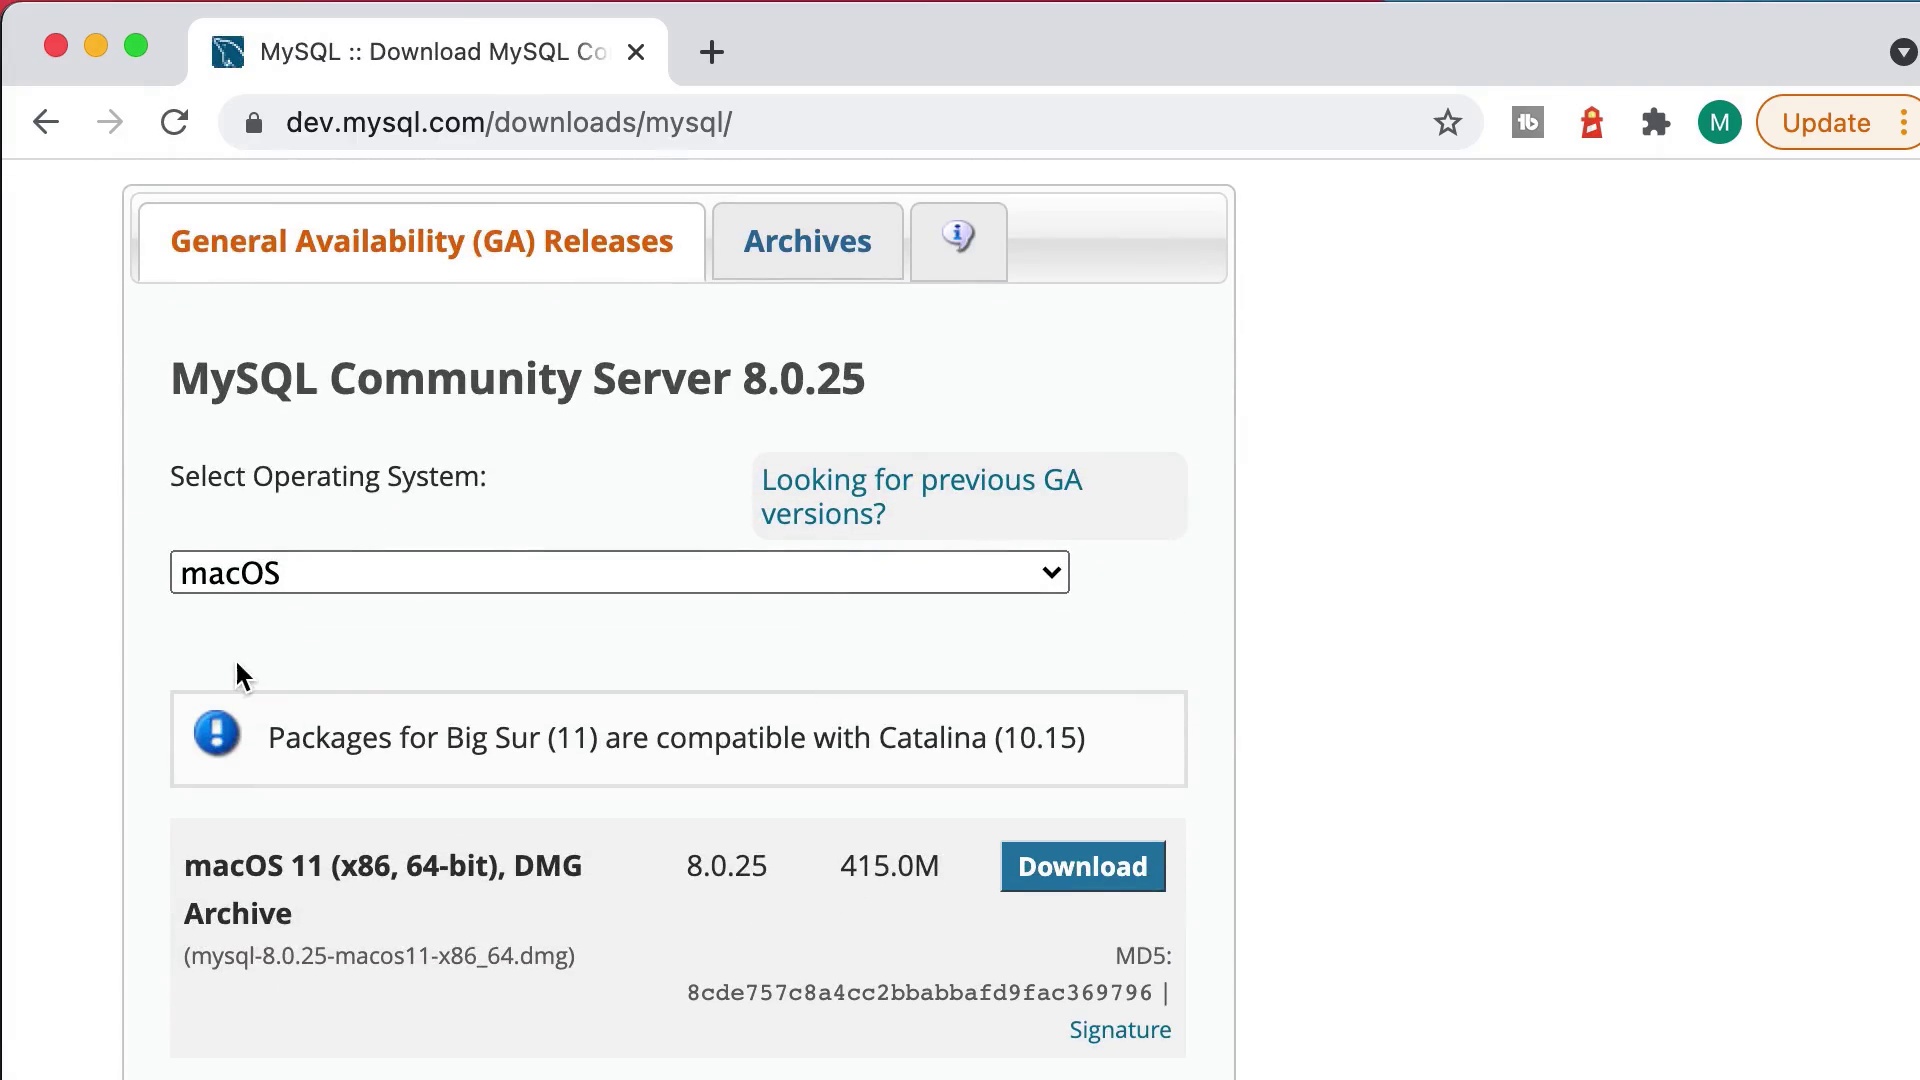 MySQL :: Download MySQL Co
dev.mysql.com/downloads/mysql/
M
Update
General Availability (GA) Releases
Archives
MySQL Community Server 8.0.25
Select Operating System:
Looking for previous GA
versions?
macOS
Packages for Big Sur (11) are compatible with Catalina (10.15)
macOS 11 (x86, 64-bit), DMG
Archive
8.0.25
415.0M
Download
(mysql-8.0.25-macos11-x86_64.dmg)
MD5:
8cde757c8a4cc2bbabbafd9fac369796 |
Signature